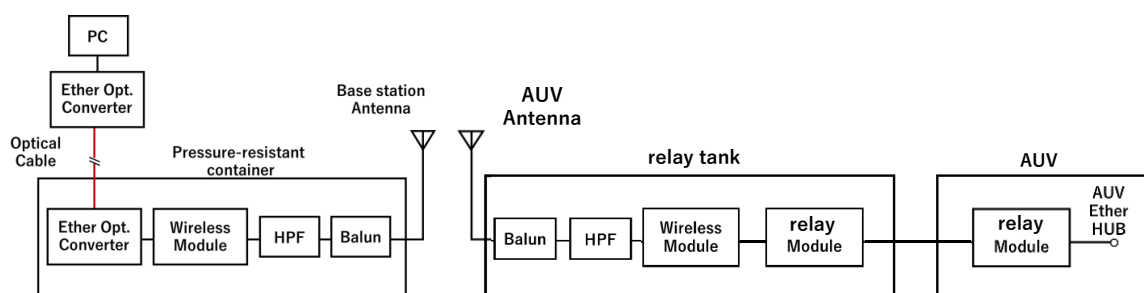 PC
Ether Opt.
Converter
Optical
Cable
Pressure-resistant
container
Base station
Antenna
Ether Opt.
Converter
Wireless
Module
HPF
Balun
AUV
Antenna
relay tank
Balun
HPF
Wireless
Module
relay
Module
AUV
relay
Module
AUV
Ether
HUB